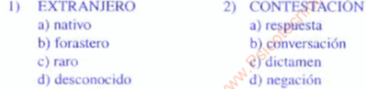 1) EXTRANJERO
a) nativo
b) forastero
c) raro
d) desconocido
2) CONTESTACIÓN
a) respuesta
b) conversación
c) dictamen
d) negación